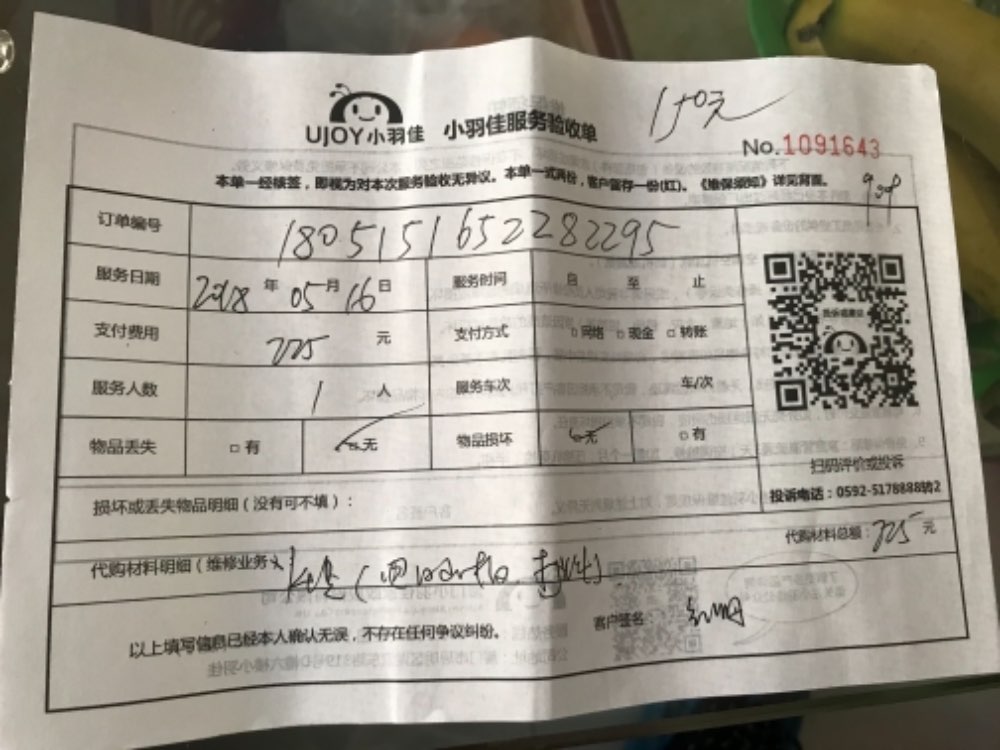 UJOY小羽佳 小羽佳服务验收单
150元
No.1091643
本单一经续签，即视为对本次服务验收无异议。本单一式两份，客户留存一份(红)。《维保须知》详见背面。
订单编号 180515165228 2295
服务日期 2018 年 05 月 16 日 服务时间 自 至 止
支付费用 225 元 支付方式 □网络 □现金 □转账
服务人数 1 人 服务车次 车/次
物品丢失 □有 □无 物品损坏 □无 □有
投诉或建议
扫码评价或投诉
投诉电话：0592-5178888转2
损坏或丢失物品明细（没有可不填）：
代购材料总额： 元
代购材料明细（维修业务
以上填写信息已经本人确认无误，不存在任何争议纠纷。 客户签名：